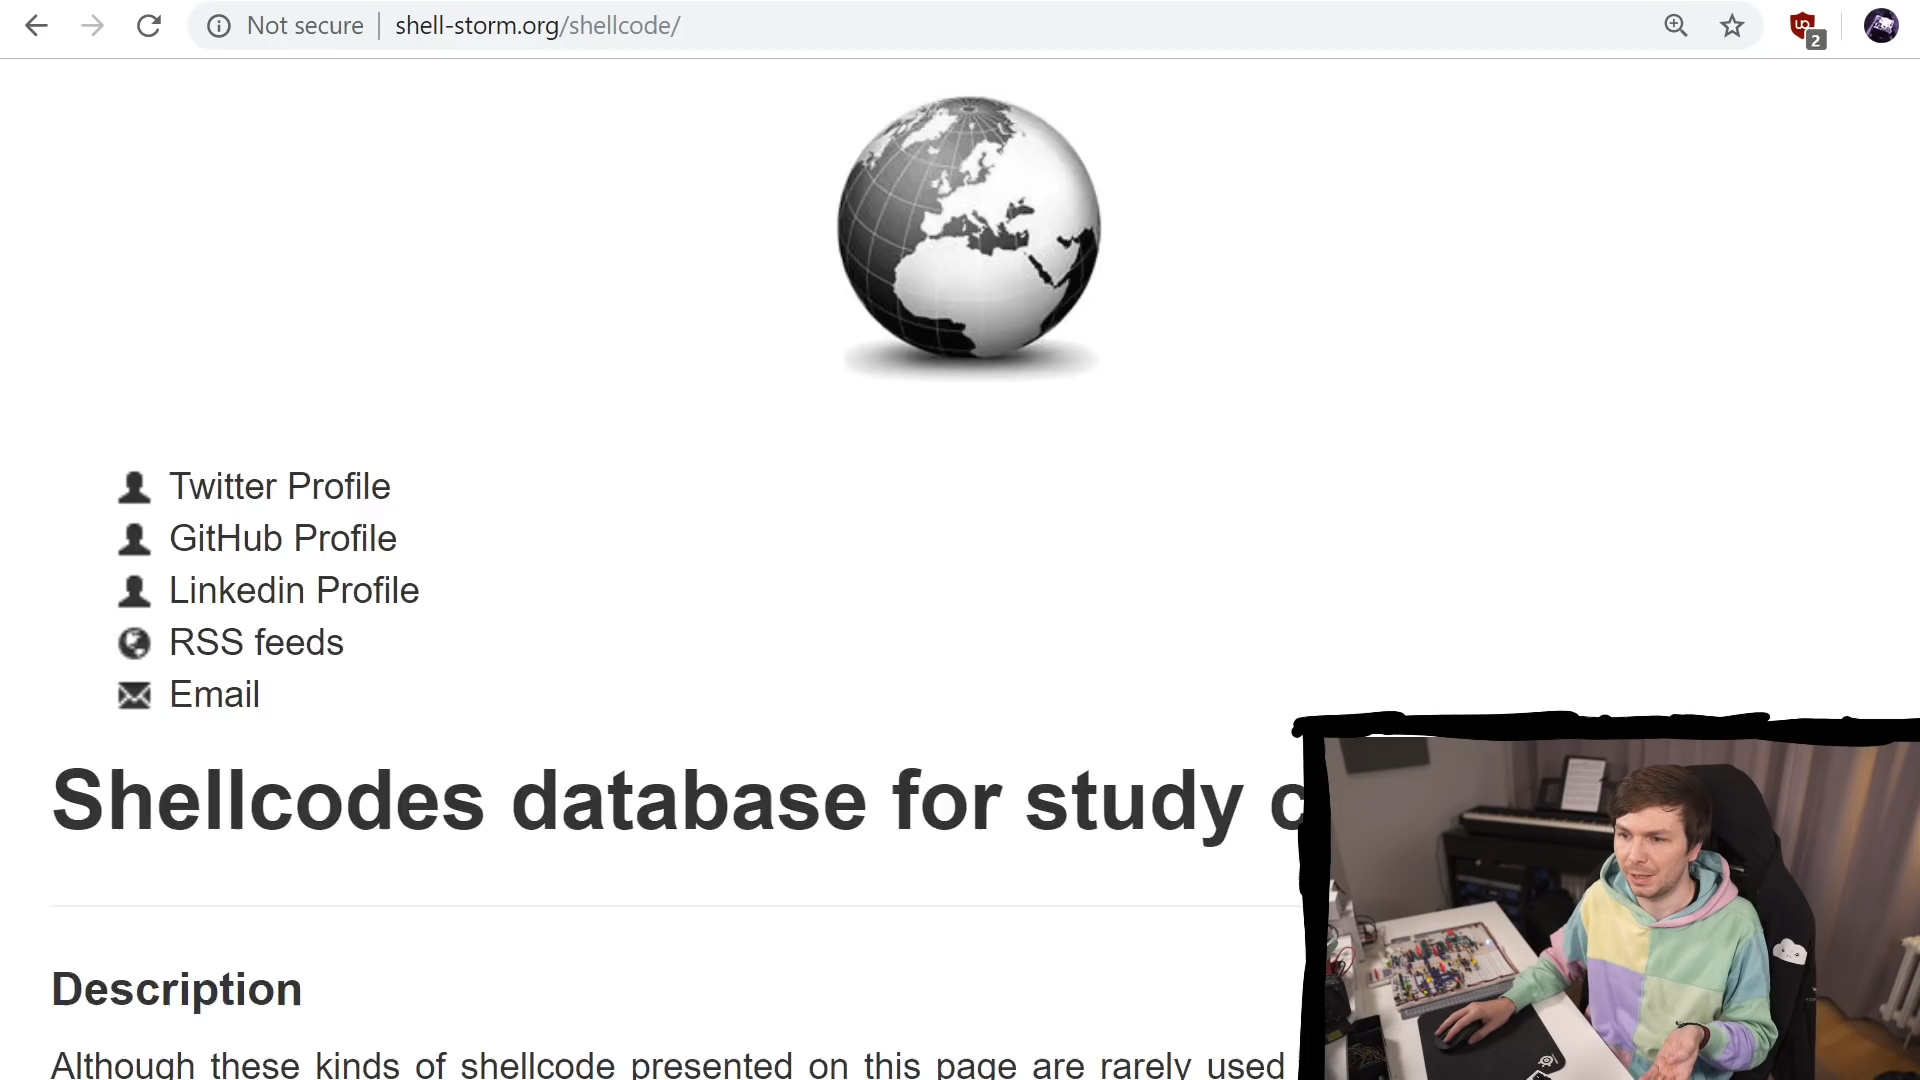 Not secure | shell-storm.org/shellcode/
2
Twitter Profile
GitHub Profile
Linkedin Profile
RSS feeds
Email
Shellcodes database for study c
Description
Although these kinds of shellcode presented on this page are rarely used